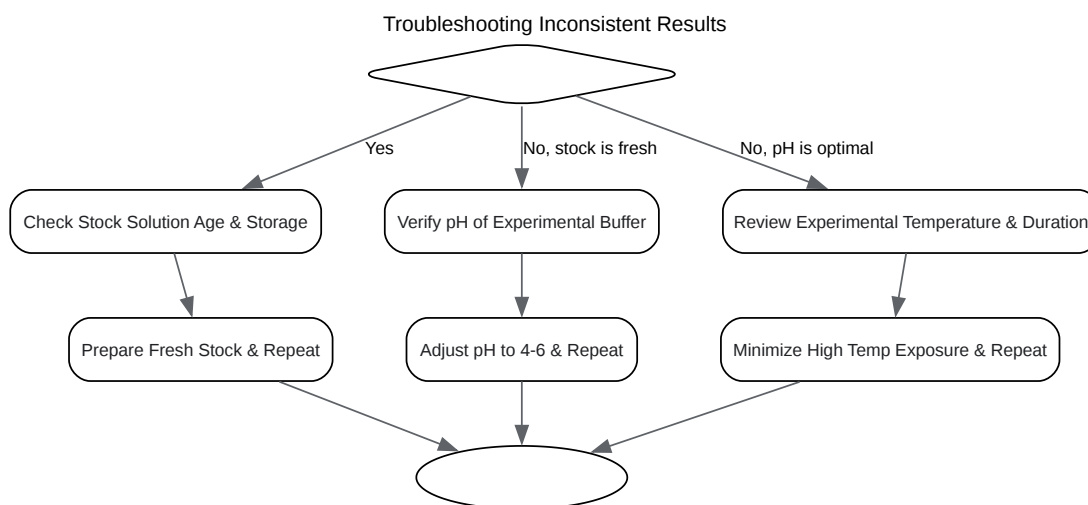 Troubleshooting Inconsistent Results
Yes
No, stock is fresh
No, pH is optimal
Check Stock Solution Age & Storage
Verify pH of Experimental Buffer
Review Experimental Temperature & Duration
Prepare Fresh Stock & Repeat
Adjust pH to 4-6 & Repeat
Minimize High Temp Exposure & Repeat